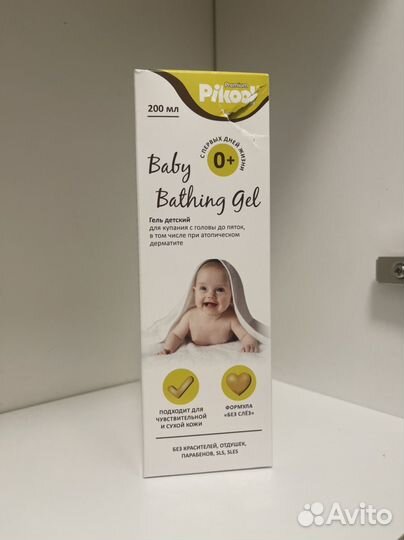 Premium
Pikool
200 мл
С ПЕРВЫХ ДНЕЙ ЖИЗНИ
0+
Baby
Bathing Gel
Гель детский
для купания с головы до пяток,
в том числе при атопическом
дерматите
ПОДХОДИТ ДЛЯ
ЧУВСТВИТЕЛЬНОЙ
И СУХОЙ КОЖИ
ФОРМУЛА
«БЕЗ СЛЁЗ»
БЕЗ КРАСИТЕЛЕЙ, ОТДУШЕК,
ПАРАБЕНОВ, SLS, SLES
Avito